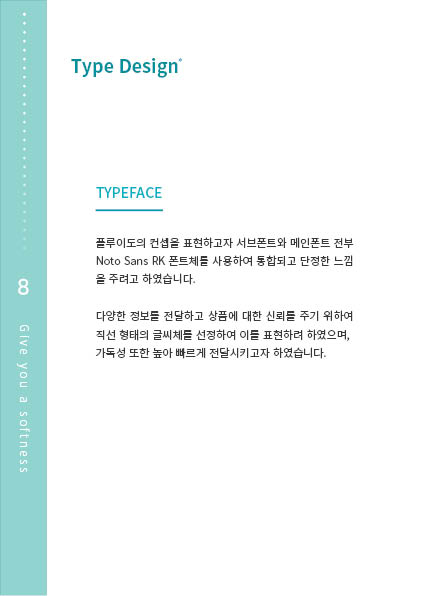 Type Design*
TYPEFACE
플루이도의 컨셉을 표현하고자 서브폰트와 메인폰트 전부
Noto Sans RK 폰트체를 사용하여 통합되고 단정한 느낌
을 주려고 하였습니다.
다양한 정보를 전달하고 상품에 대한 신뢰를 주기 위하여
직선 형태의 글씨체를 선정하여 이를 표현하려 하였으며,
가독성 또한 높아 빠르게 전달시키고자 하였습니다.
8
Give you a softness